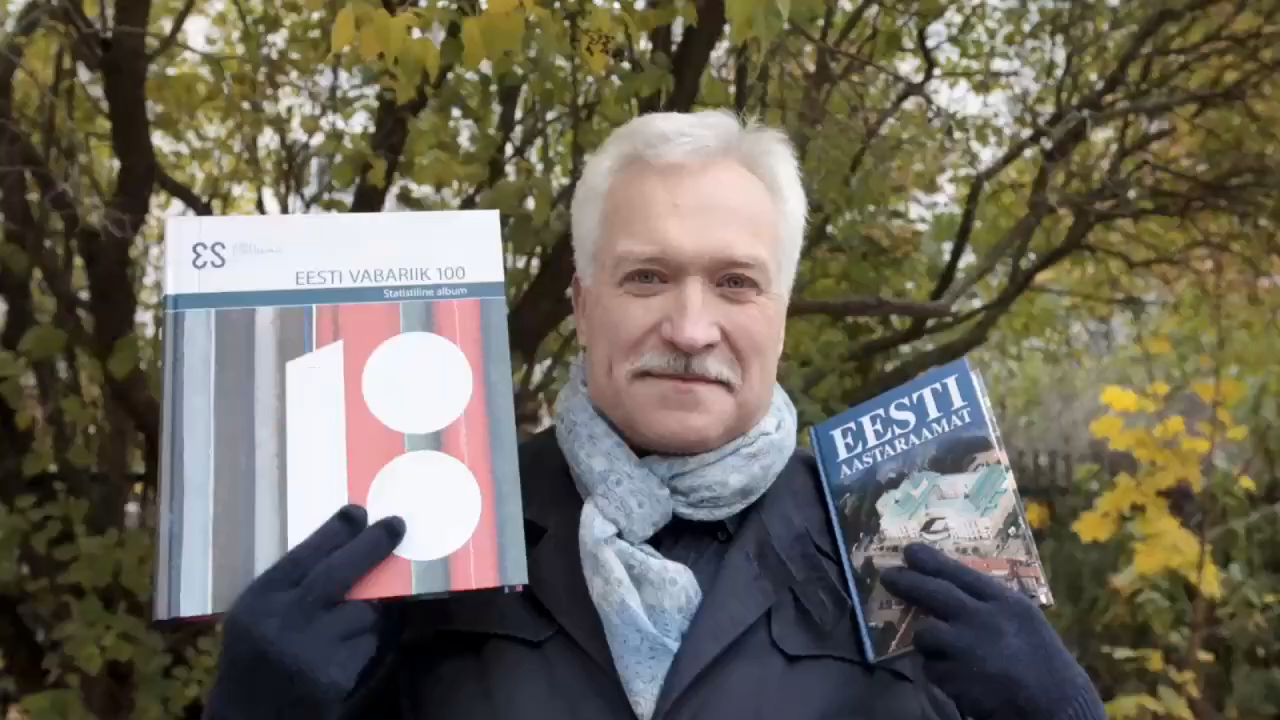 ES
EESTI VABARIIK 100
Statistiline album
EESTI
AASTARAAMAT